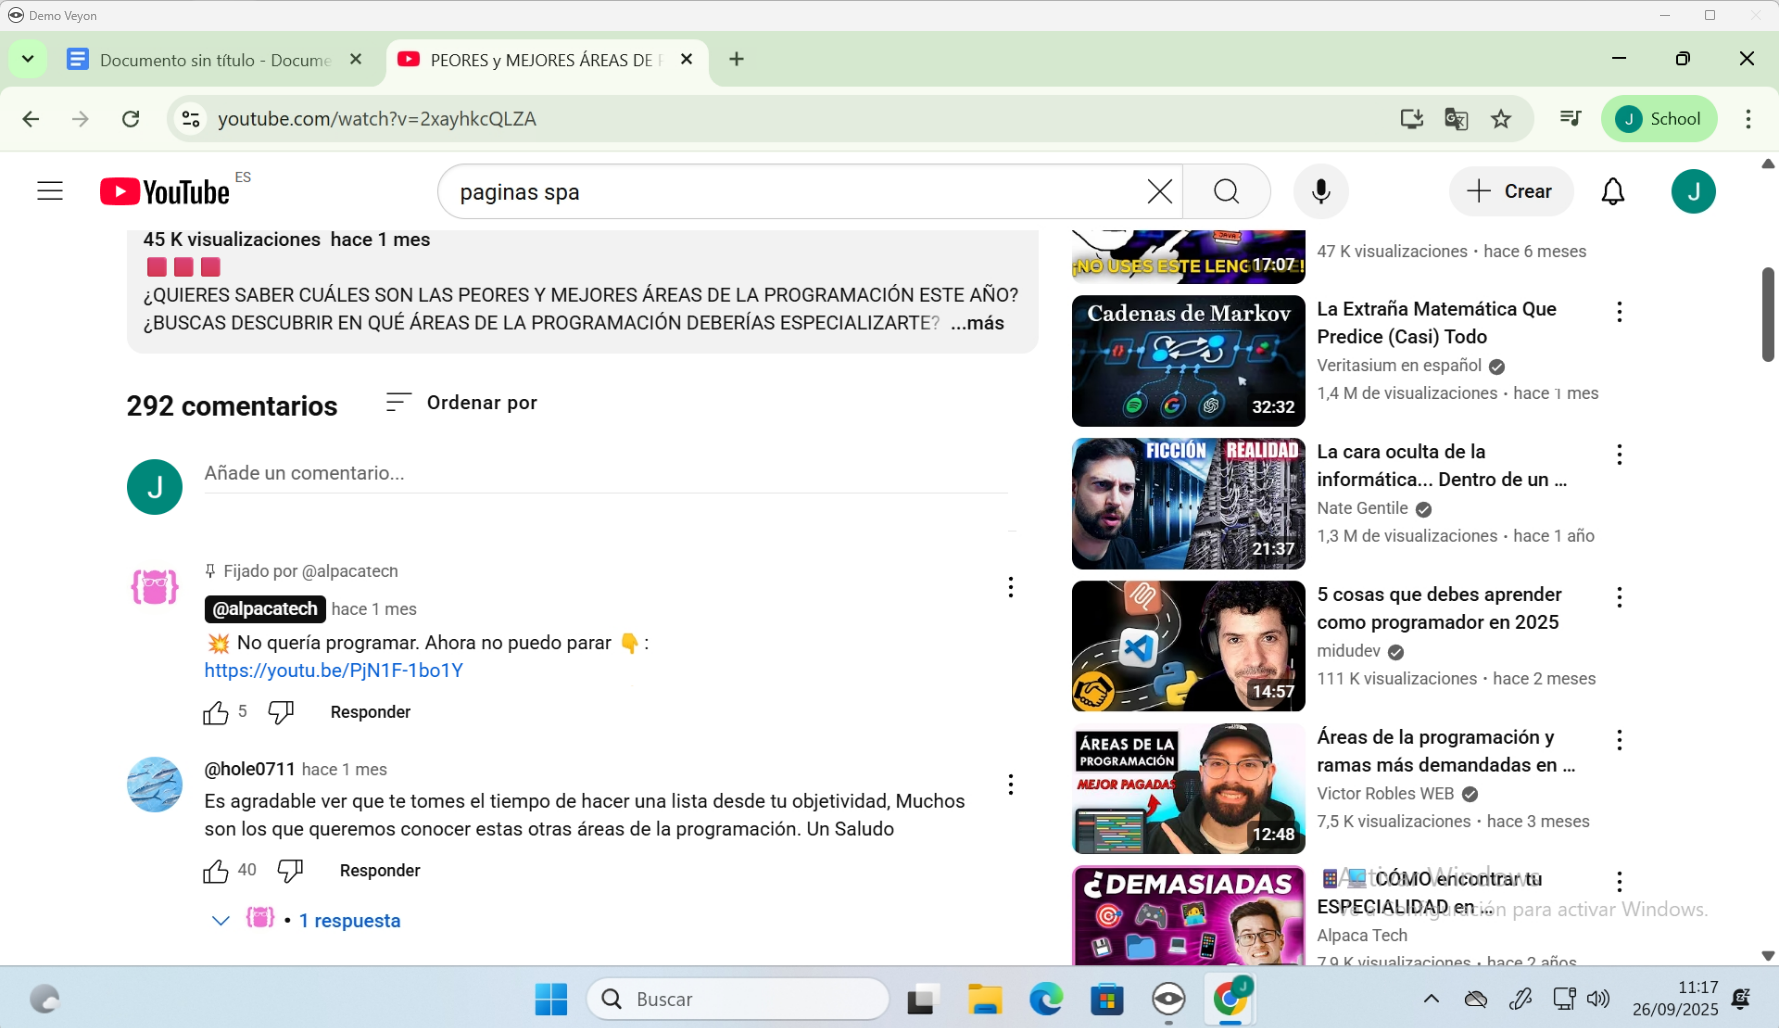 Demo Veyon
Documento sin título - Docume
PEORES y MEJORES ÁREAS DE P
youtube.com/watch?v=2xayhkcQLZA
J School
YouTube ES
paginas spa
Crear
J
45 K visualizaciones hace 1 mes
¿QUIERES SABER CUÁLES SON LAS PEORES Y MEJORES ÁREAS DE LA PROGRAMACIÓN ESTE AÑO?
¿BUSCAS DESCUBRIR EN QUÉ ÁREAS DE LA PROGRAMACIÓN DEBERÍAS ESPECIALIZARTE? ...más
292 comentarios
Ordenar por
J
Añade un comentario...
Fijado por @alpacatech
@alpacatech hace 1 mes
💥 No quería programar. Ahora no puedo parar 👇:
https://youtu.be/PjN1F-1bo1Y
5 Responder
@hole0711 hace 1 mes
Es agradable ver que te tomes el tiempo de hacer una lista desde tu objetividad, Muchos
son los que queremos conocer estas otras áreas de la programación. Un Saludo
40 Responder
• 1 respuesta
¡NO USES ESTE LENGUAJE!
17:07
47 K visualizaciones • hace 6 meses
Cadenas de Markov
32:32
La Extraña Matemática Que
Predice (Casi) Todo
Veritasium en español
1,4 M de visualizaciones • hace 1 mes
FICCIÓN REALIDAD
21:37
La cara oculta de la
informática... Dentro de un ...
Nate Gentile
1,3 M de visualizaciones • hace 1 año
14:57
5 cosas que debes aprender
como programador en 2025
midudev
111 K visualizaciones • hace 2 meses
ÁREAS DE LA
PROGRAMACIÓN
MEJOR PAGADAS
12:48
Áreas de la programación y
ramas más demandadas en ...
Victor Robles WEB
7,5 K visualizaciones • hace 3 meses
¿DEMASIADAS
CÓMO encontrar tu
ESPECIALIDAD en ...
Alpaca Tech
7,9 K visualizaciones • hace 2 años
Activar Windows
Ve a Configuración para activar Windows.
Buscar
J
11:17
26/09/2025